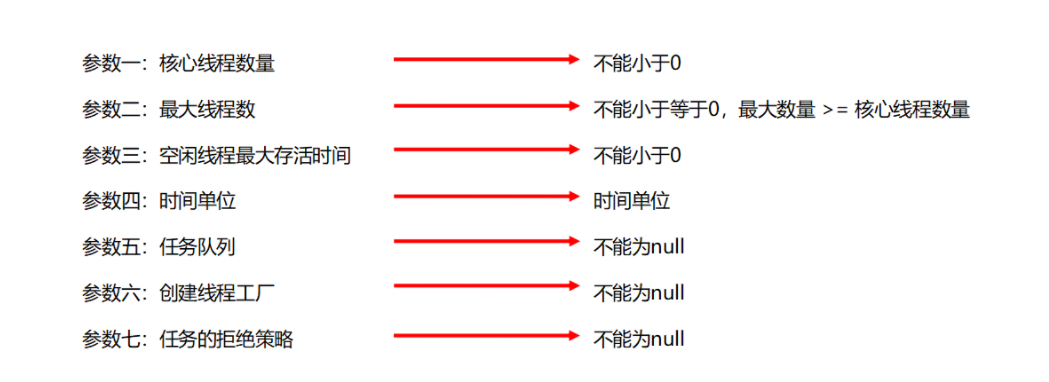 参数一：核心线程数量 不能小于0
参数二：最大线程数 不能小于等于0，最大数量 >= 核心线程数量
参数三：空闲线程最大存活时间 不能小于0
参数四：时间单位 时间单位
参数五：任务队列 不能为null
参数六：创建线程工厂 不能为null
参数七：任务的拒绝策略 不能为null